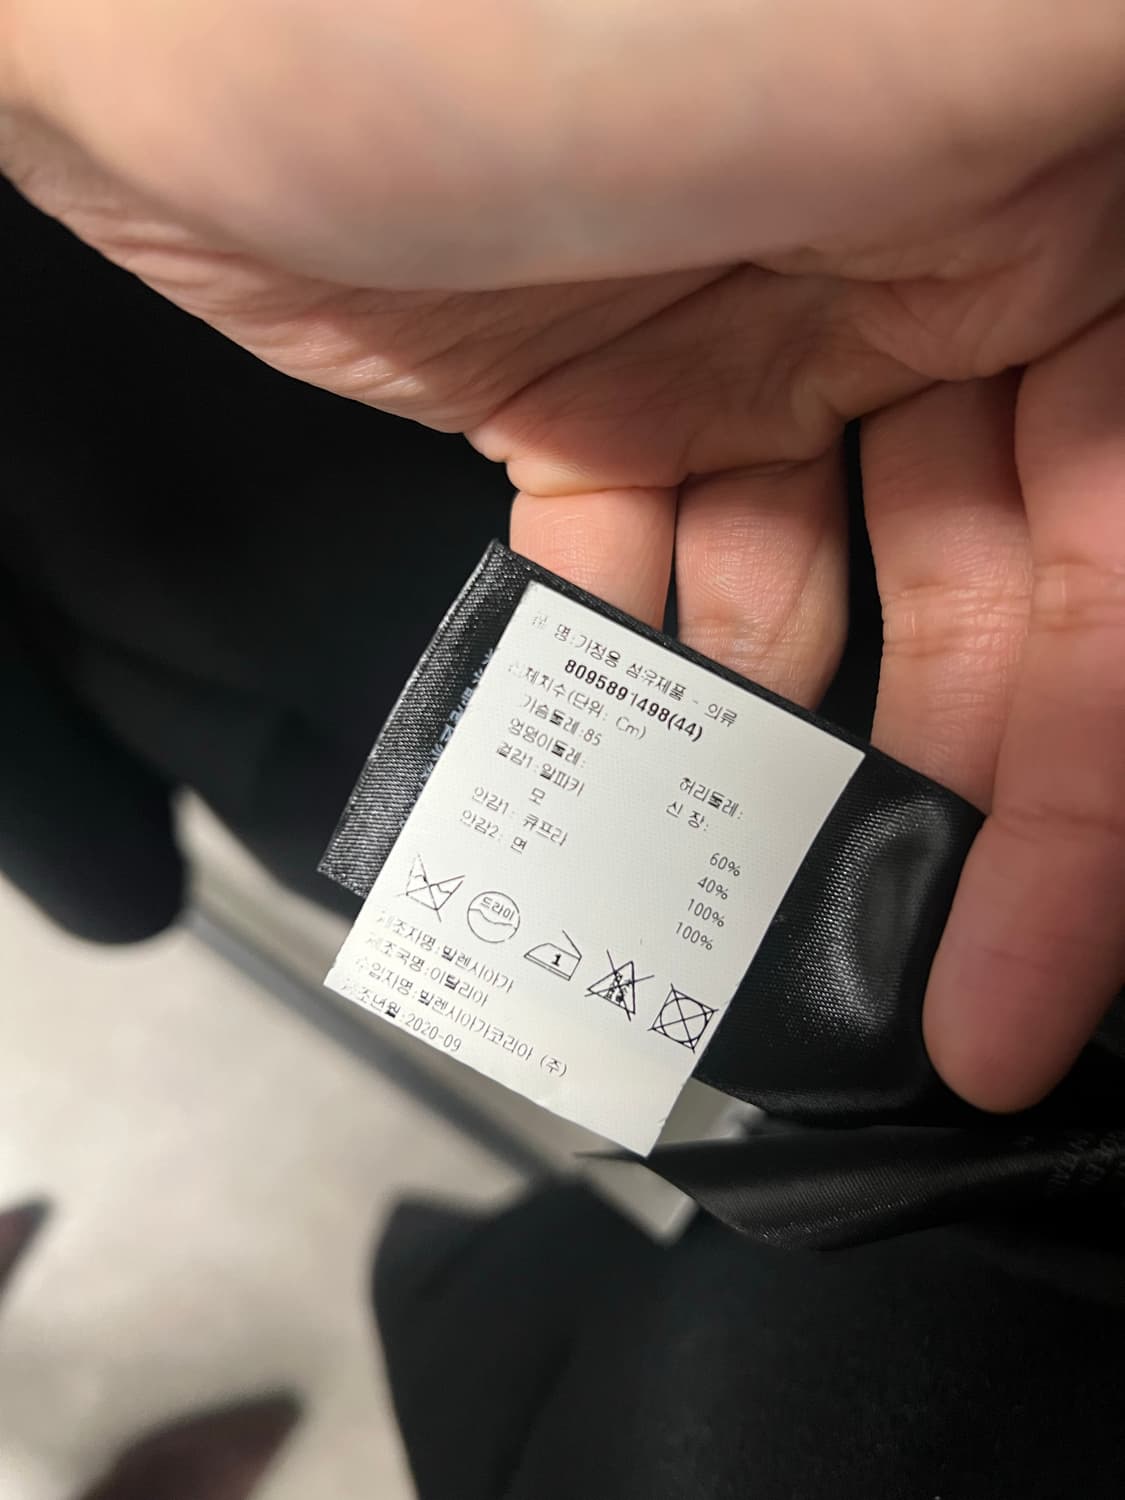 품 명:가정용 섬유제품 - 의류
8095891498(44)
신체치수(단위: Cm)
가슴둘레:85
엉덩이둘레: 허리둘레:
신 장:
겉감1:알파카 60%
모 40%
안감1: 큐프라 100%
안감2: 면 100%
드라이
1
제조자명:발렌시아가
제조국명:이탈리아
수입자명:발렌시아가코리아 (주)
제조년월:2020-09